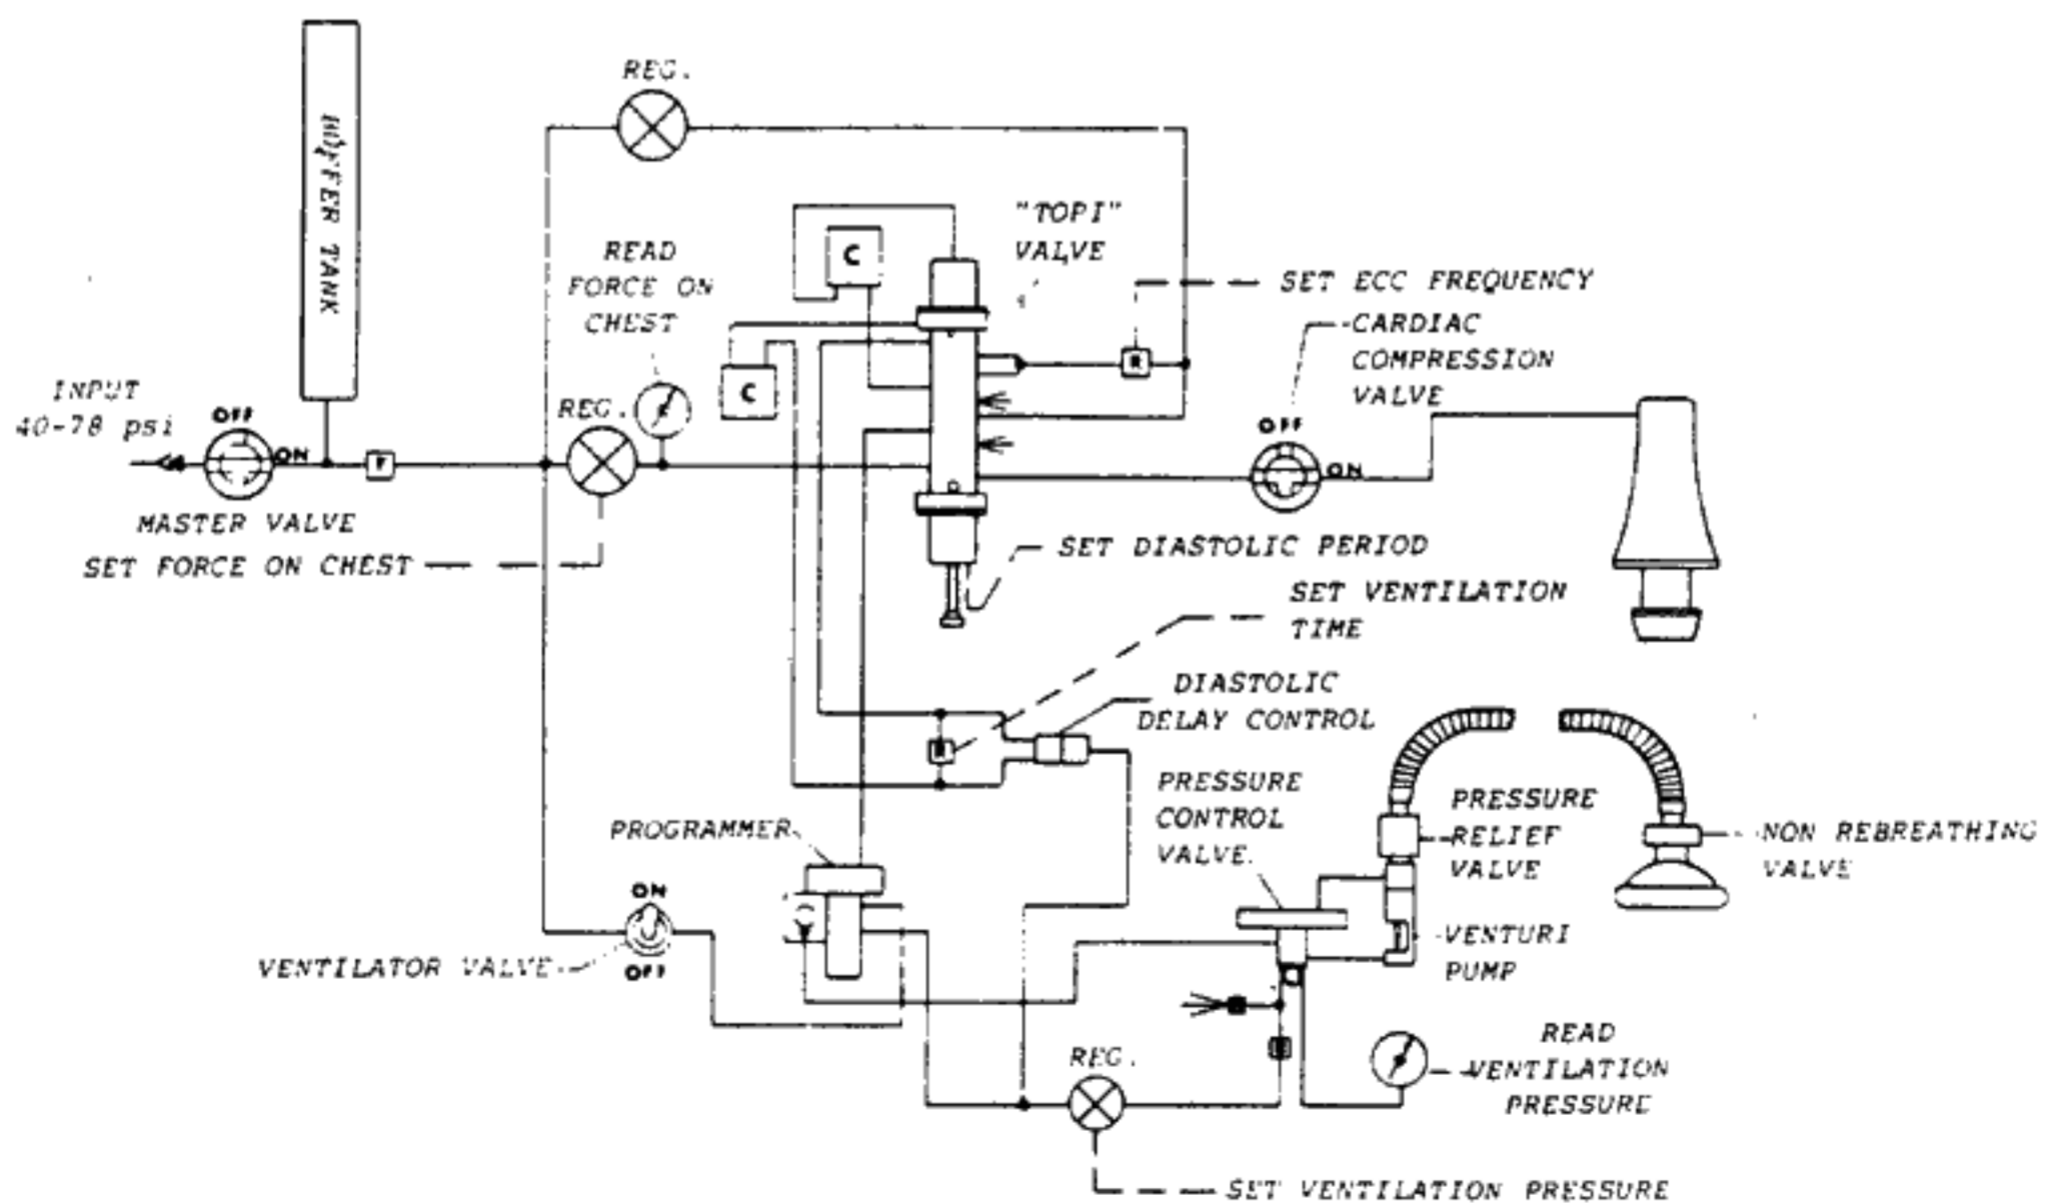 REG.
BUFFER TANK
"TOPI"
VALVE
READ
FORCE ON
CHEST
C
SET ECC FREQUENCY
CARDIAC
COMPRESSION
VALVE
R
C
INPUT
40-78 psi
OFF
ON
REG.
F
OFF
ON
MASTER VALVE
SET FORCE ON CHEST
SET DIASTOLIC PERIOD
SET VENTILATION
TIME
DIASTOLIC
DELAY CONTROL
R
PRESSURE
CONTROL
VALVE
PRESSURE
RELIEF
VALVE
NON REBREATHING
VALVE
PROGRAMMER
ON
OFF
VENTILATOR VALVE
VENTURI
PUMP
REG.
READ
VENTILATION
PRESSURE
SET VENTILATION PRESSURE